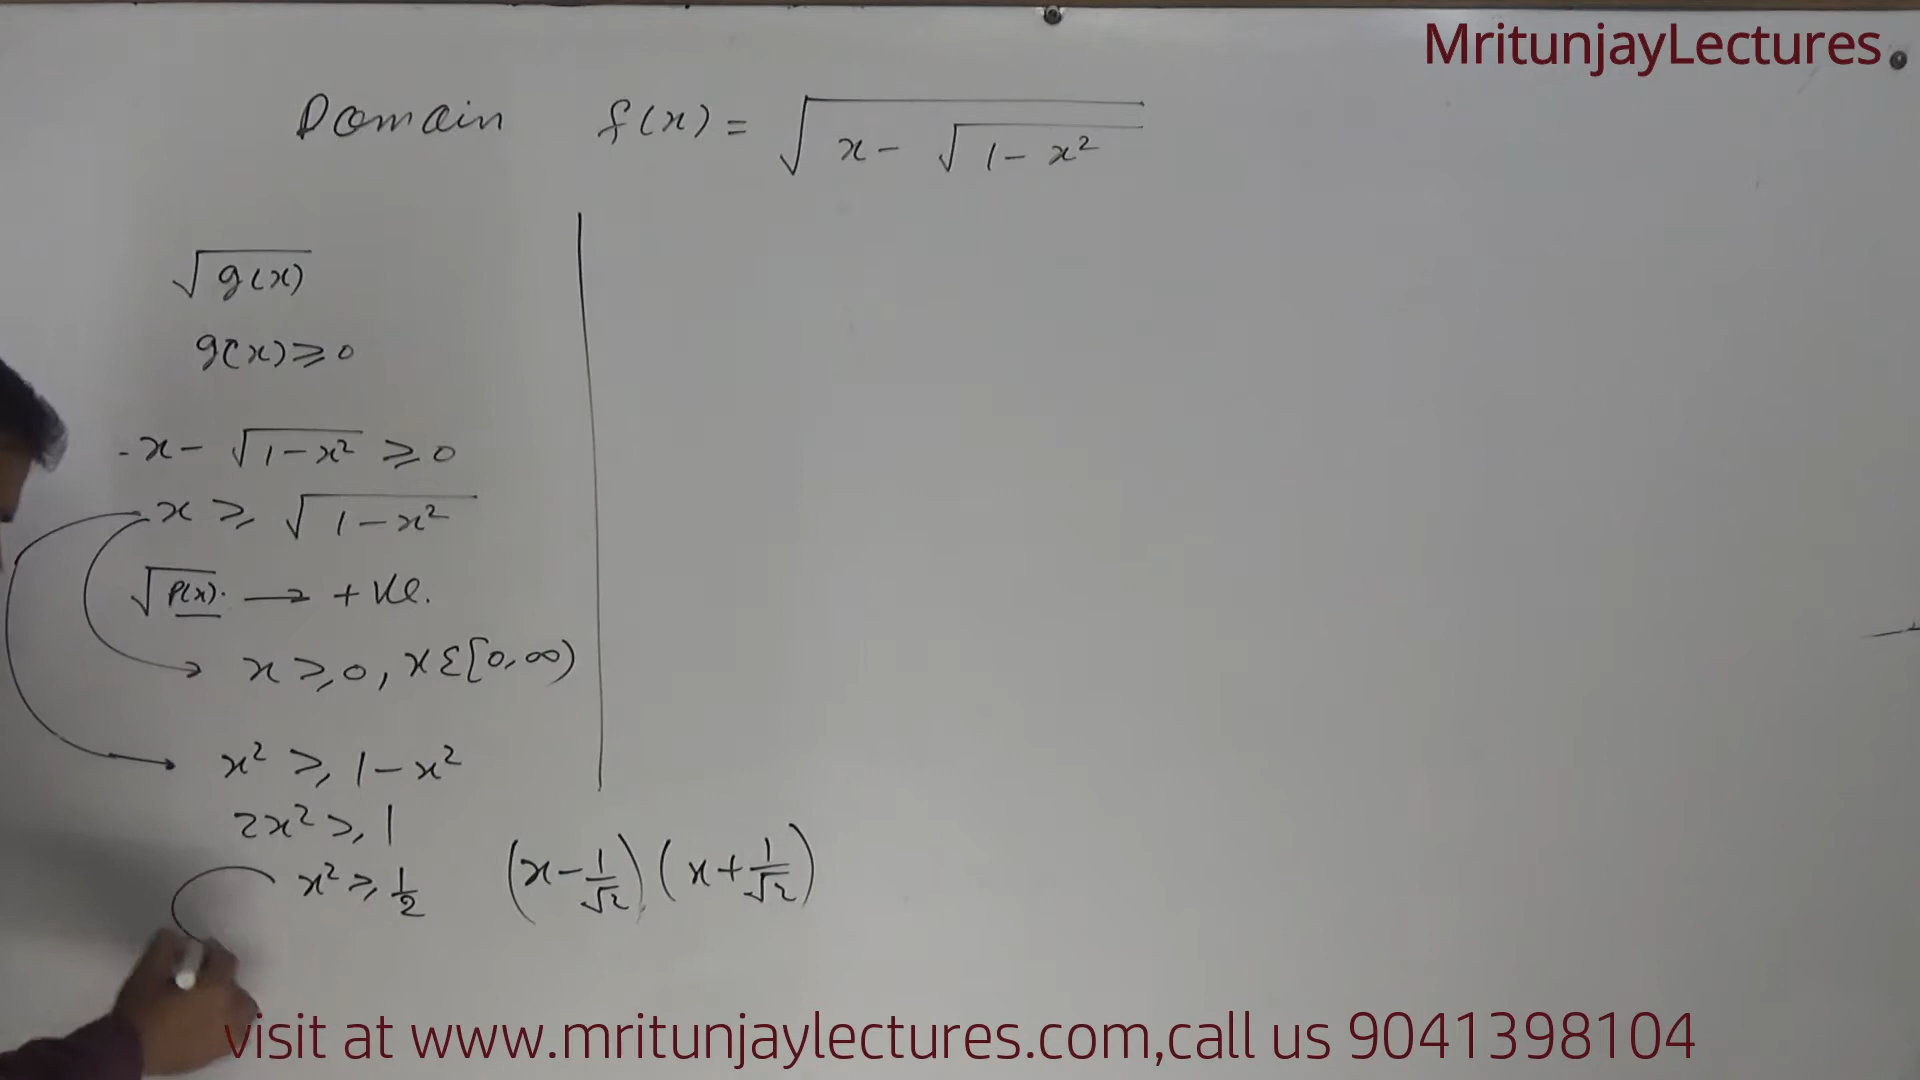 MritunjayLectures.
Domain f(x) = √(x - √(1 - x²))
√g(x)
g(x) ≥ 0
x - √(1 - x²) ≥ 0
x ≥ √(1 - x²)
√P(x). → + ve.
x ≥ 0, x ε [0, ∞)
x² ≥ 1 - x²
2x² ≥ 1
x² ≥ 1/2 (x - 1/√2) (x + 1/√2)
visit at www.mritunjaylectures.com,call us 9041398104